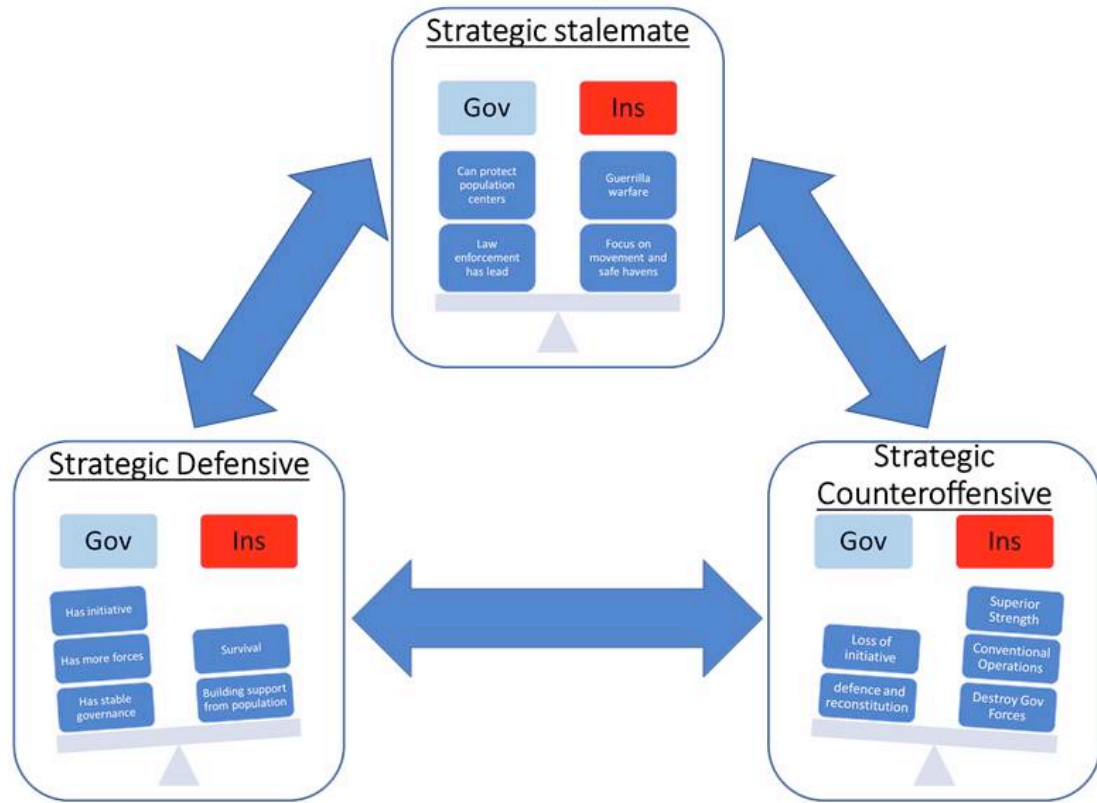 Strategic stalemate
Gov
Ins
Can protect
population
centers
Guerrilla
warfare
Law
enforcement
has lead
Focus on
movement and
safe havens
Strategic Defensive
Gov
Ins
Has initiative
Has more forces
Has stable
governance
Survival
Building support
from population
Strategic
Counteroffensive
Gov
Ins
Loss of
initiative
defence and
reconstitution
Superior
Strength
Conventional
Operations
Destroy Gov
Forces